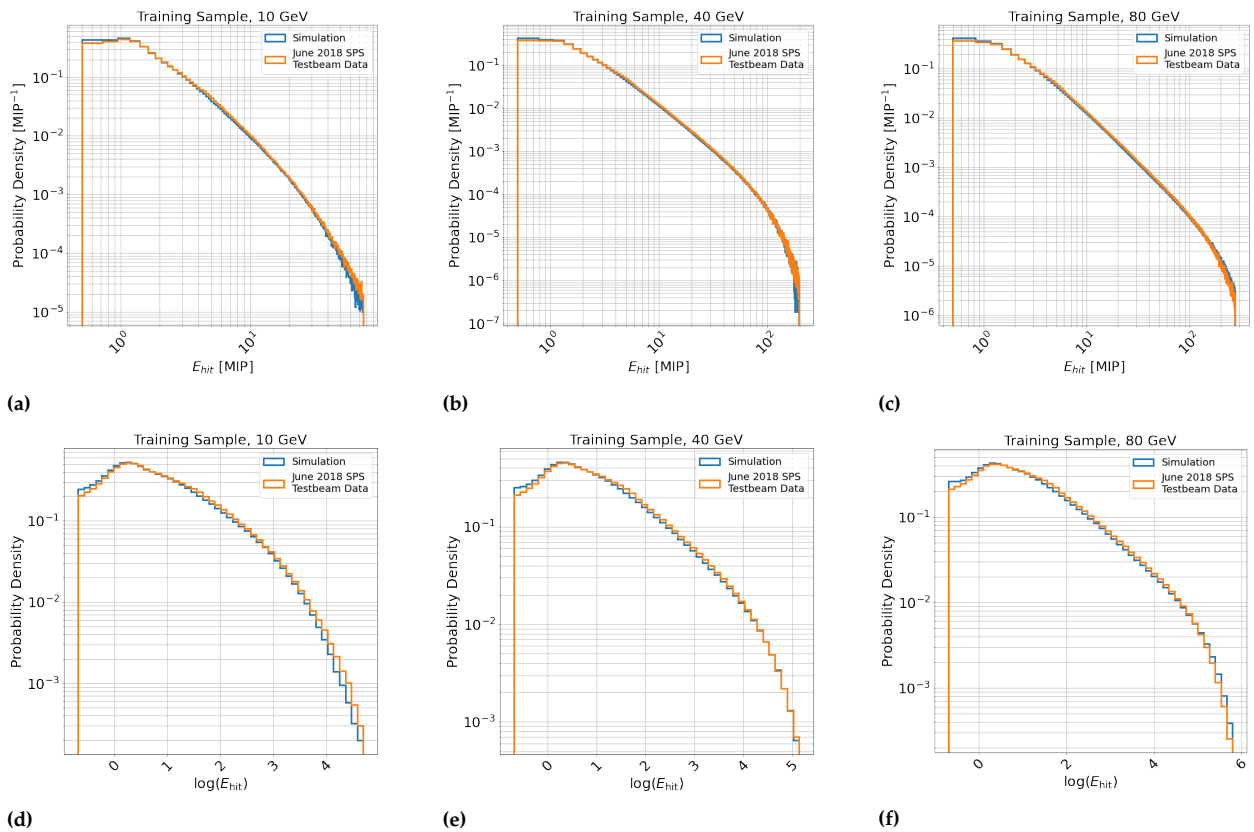 Training Sample, 10 GeV
Simulation
June 2018 SPS
Testbeam Data
Probability Density [MIP⁻¹]
10⁻¹
10⁻²
10⁻³
10⁻⁴
10⁻⁵
10⁰
10¹
E_hit [MIP]
(a)
Training Sample, 40 GeV
Simulation
June 2018 SPS
Testbeam Data
Probability Density [MIP⁻¹]
10⁻¹
10⁻²
10⁻³
10⁻⁴
10⁻⁵
10⁻⁶
10⁻⁷
10⁰
10¹
10²
E_hit [MIP]
(b)
Training Sample, 80 GeV
Simulation
June 2018 SPS
Testbeam Data
Probability Density [MIP⁻¹]
10⁻¹
10⁻²
10⁻³
10⁻⁴
10⁻⁵
10⁻⁶
10⁰
10¹
10²
E_hit [MIP]
(c)
Training Sample, 10 GeV
Simulation
June 2018 SPS
Testbeam Data
Probability Density
10⁻¹
10⁻²
10⁻³
0
1
2
3
4
log(E_hit)
(d)
Training Sample, 40 GeV
Simulation
June 2018 SPS
Testbeam Data
Probability Density
10⁻¹
10⁻²
10⁻³
0
1
2
3
4
5
log(E_hit)
(e)
Training Sample, 80 GeV
Simulation
June 2018 SPS
Testbeam Data
Probability Density
10⁻¹
10⁻²
10⁻³
0
2
4
6
log(E_hit)
(f)